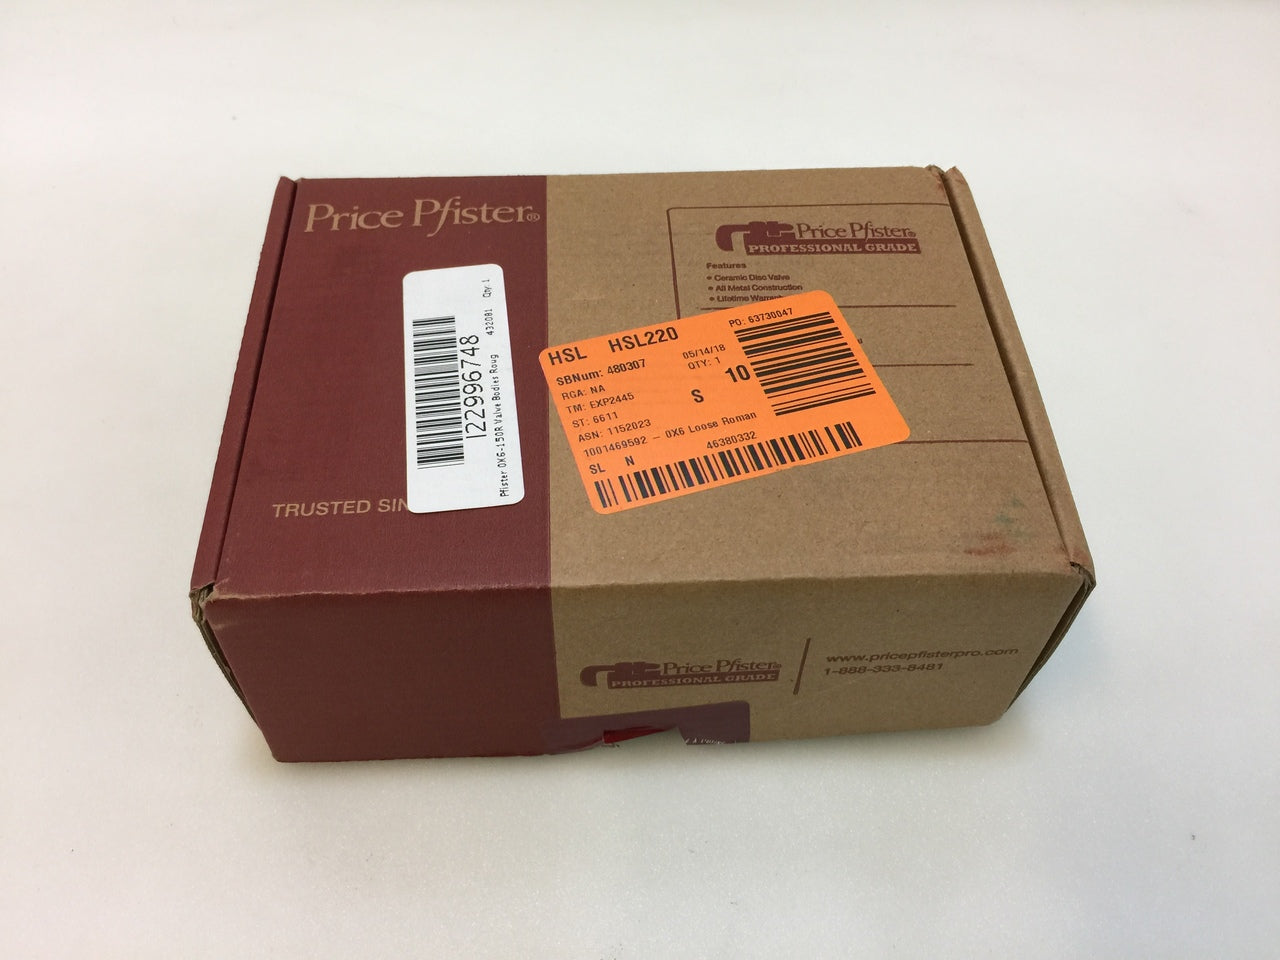 Price Pfister®
Price Pfister®
PROFESSIONAL GRADE
Features
• Ceramic Disc Valve
• All Metal Construction
• Lifetime
TRUSTED
IZ2996748
432081 Qty: 1
Pfister 0X6-150R Valve Bodies Roug
HSL HSL220
PO: 63730047
SBNum: 480307
05/14/18
RGA: NA
QTY: 1
TM: EXP2445
S
10
ST: 6611
ASN: 1152023
1001469592 - 0X6 Loose Roman
SL N
46380332
Price Pfister®
PROFESSIONAL GRADE
www.pricepfisterpro.com
1-888-333-8481